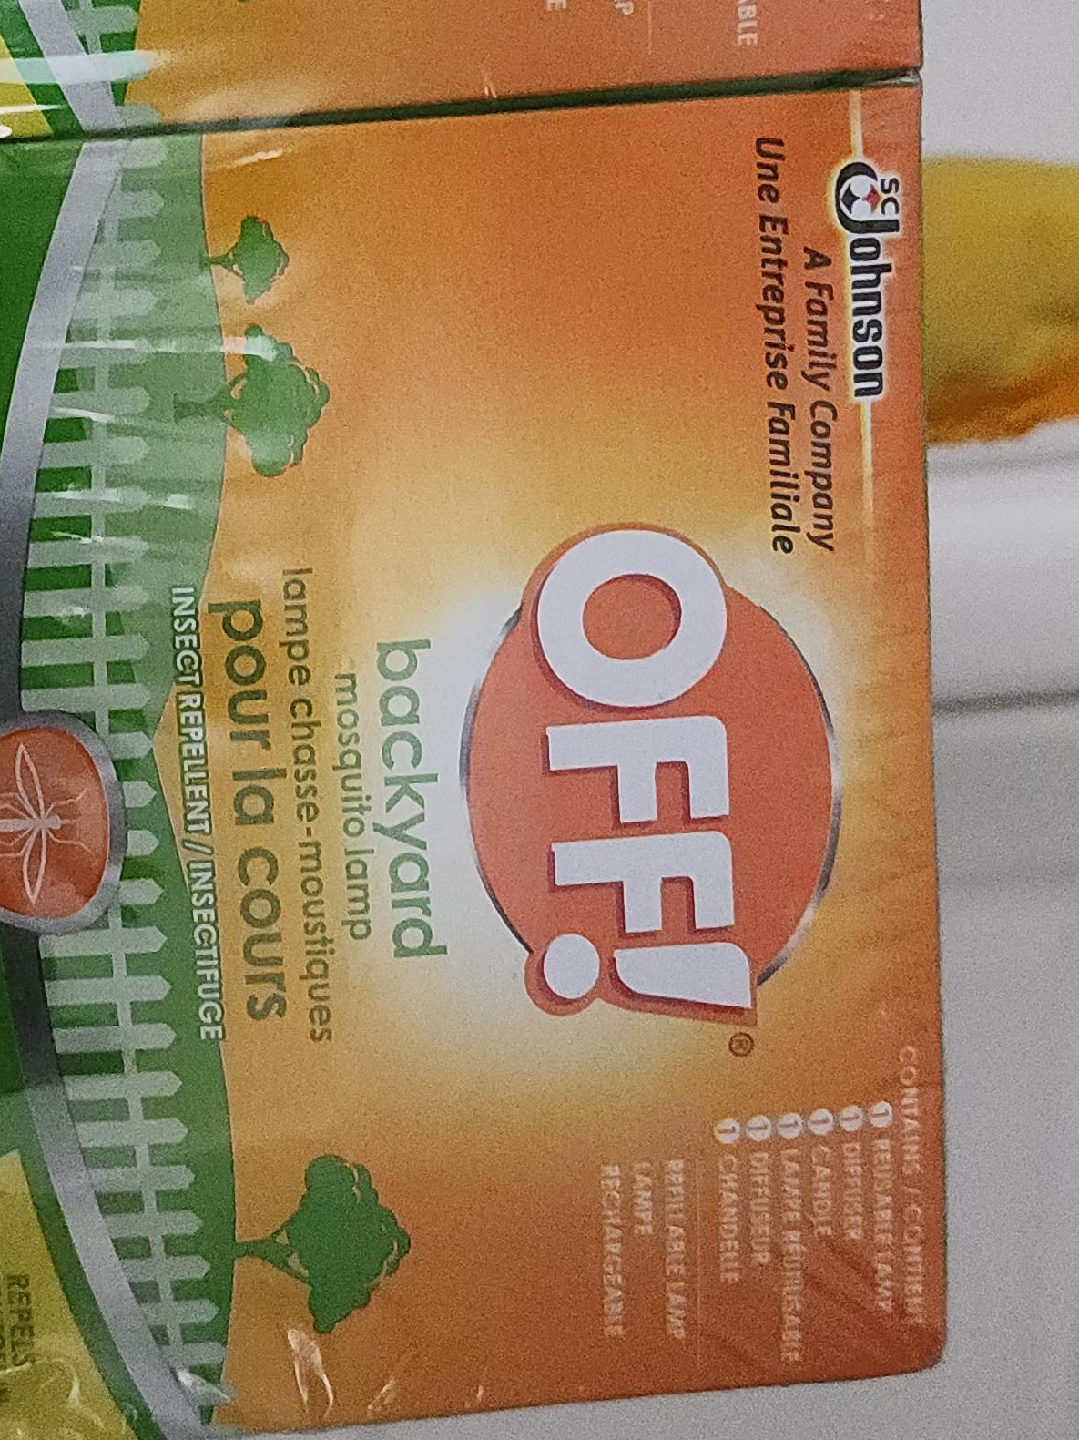 SC Johnson
A Family Company
Une Entreprise Familiale
OFF!®
backyard
mosquito lamp
lampe chasse-moustiques
pour la cours
INSECT REPELLENT / INSECTIFUGE
CONTAINS / CONTIENT
1 REUSABLE LAMP
1 DIFFUSER
1 CANDLE
1 LAMPE RÉUTILISABLE
1 DIFFUSEUR
1 CHANDELLE
REFILLABLE LAMP
LAMPE
RECHARGEABLE
REPELS
ABLE